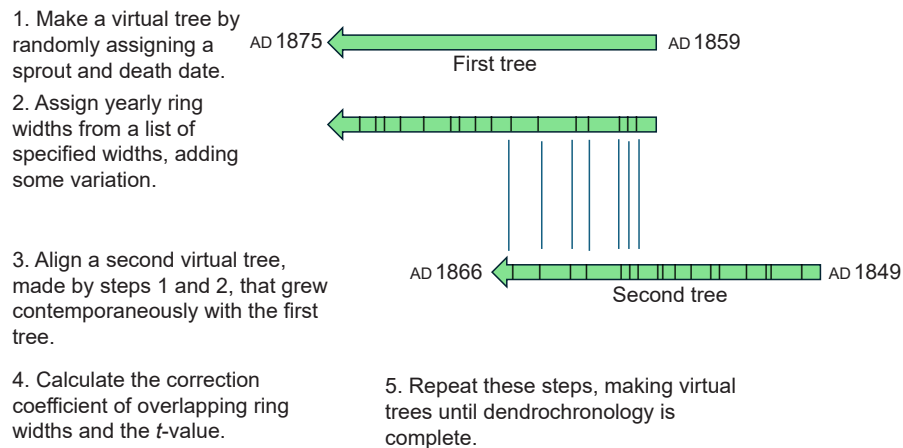 1. Make a virtual tree by
randomly assigning a
sprout and death date.
AD 1875
AD 1859
First tree
2. Assign yearly ring
widths from a list of
specified widths, adding
some variation.
3. Align a second virtual tree,
made by steps 1 and 2, that grew
contemporaneously with the first
tree.
AD 1866
AD 1849
Second tree
4. Calculate the correction
coefficient of overlapping ring
widths and the t-value.
5. Repeat these steps, making virtual
trees until dendrochronology is
complete.